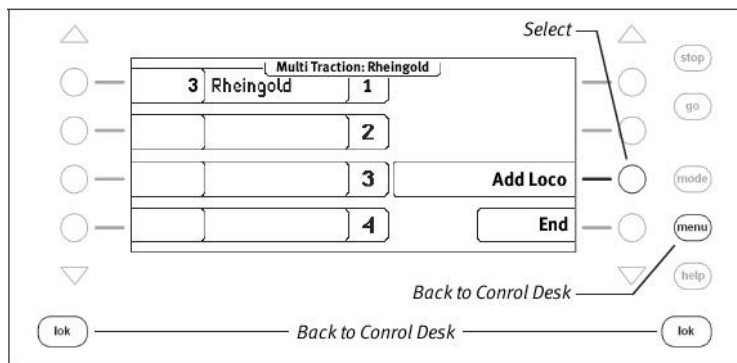 Select
stop
Multi Traction: Rheingold
3 Rheingold 1
go
2
3 Add Loco
mode
4 End
menu
help
Back to Conrol Desk
lok Back to Conrol Desk lok